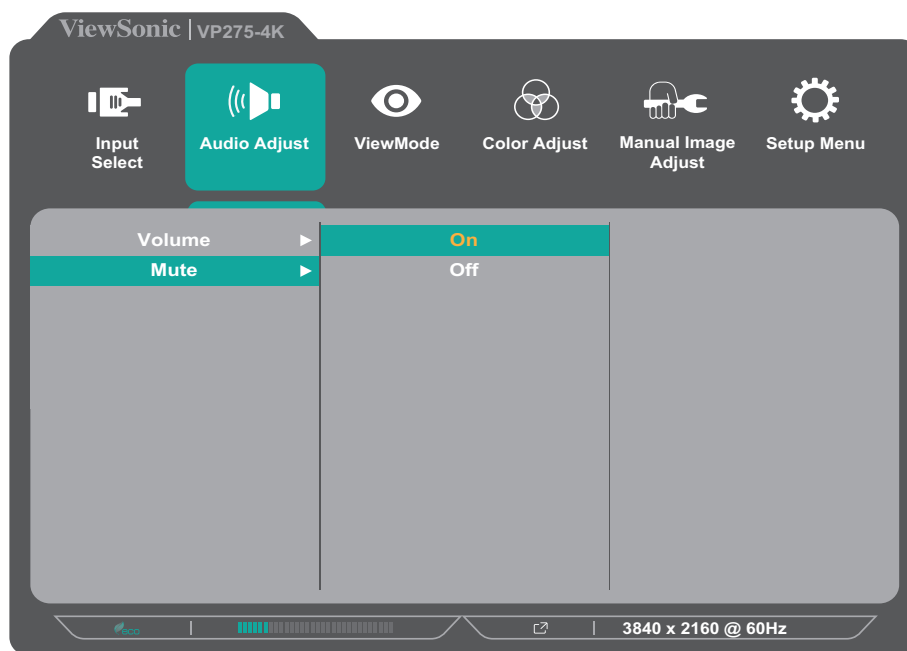 ViewSonic | VP275-4K
Input Select
Audio Adjust
ViewMode
Color Adjust
Manual Image Adjust
Setup Menu
Volume
On
Mute
Off
eco
3840 x 2160 @ 60Hz